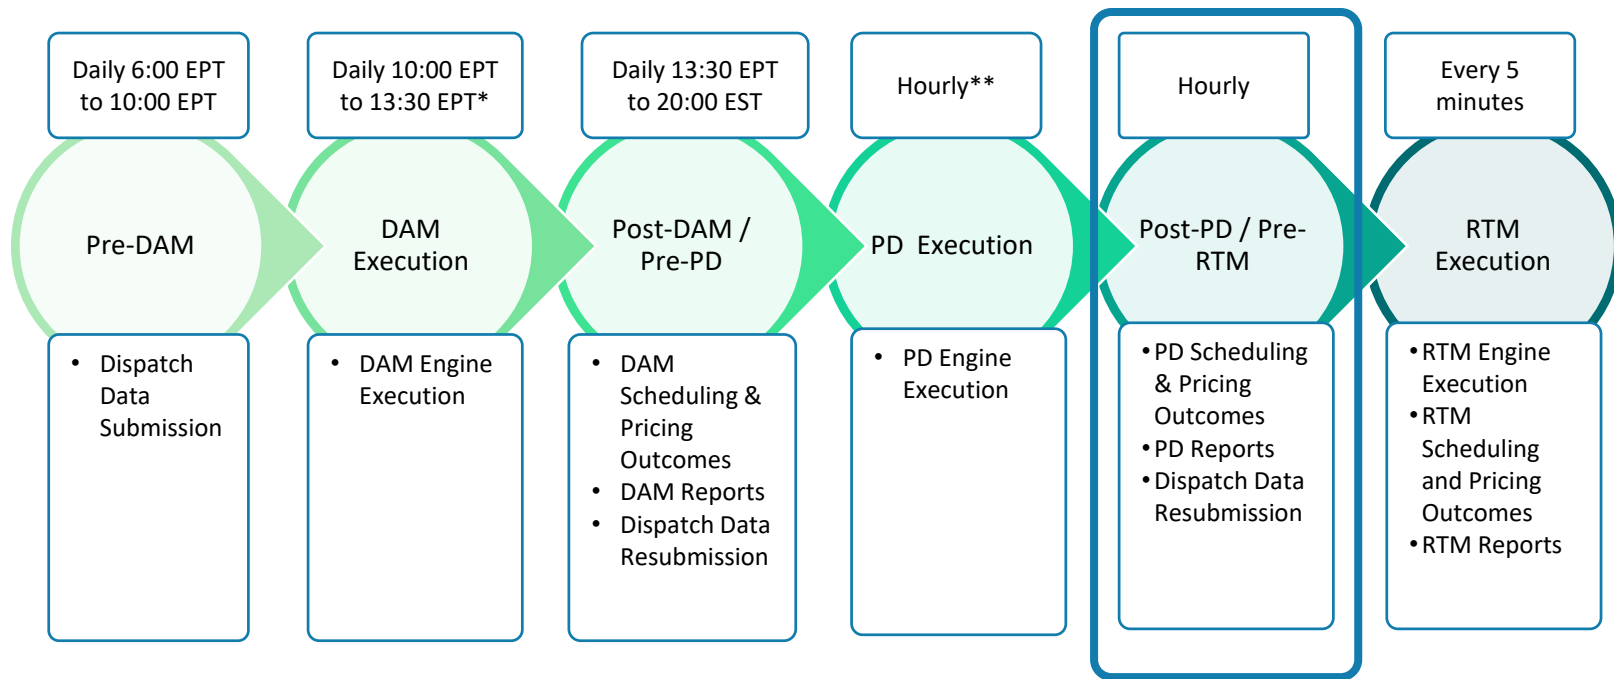 Daily 6:00 EPT
to 10:00 EPT
Daily 10:00 EPT
to 13:30 EPT*
Daily 13:30 EPT
to 20:00 EST
Hourly**
Hourly
Every 5
minutes
Pre-DAM
DAM
Execution
Post-DAM /
Pre-PD
PD Execution
Post-PD / Pre-
RTM
RTM
Execution
• Dispatch
Data
Submission
• DAM Engine
Execution
• DAM
Scheduling &
Pricing
Outcomes
• DAM Reports
• Dispatch Data
Resubmission
• PD Engine
Execution
• PD Scheduling
& Pricing
Outcomes
• PD Reports
• Dispatch Data
Resubmission
• RTM Engine
Execution
• RTM
Scheduling
and Pricing
Outcomes
• RTM Reports